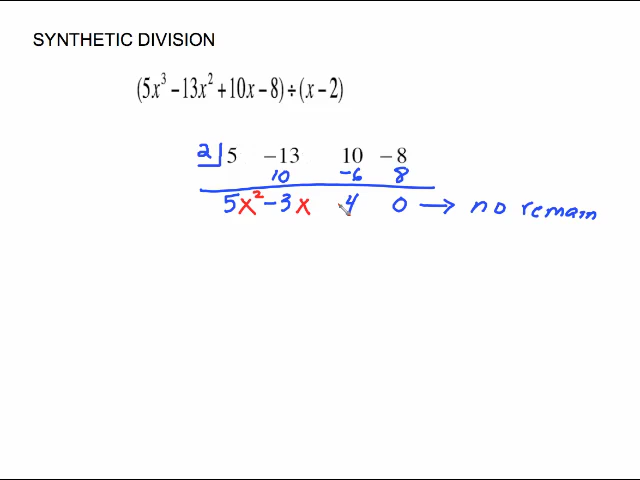 SYNTHETIC DIVISION
(5x³ −13x² +10x −8) ÷ (x −2)
2 5 −13 10 −8
10 −6 8
5x² −3x 4 0 → no remain